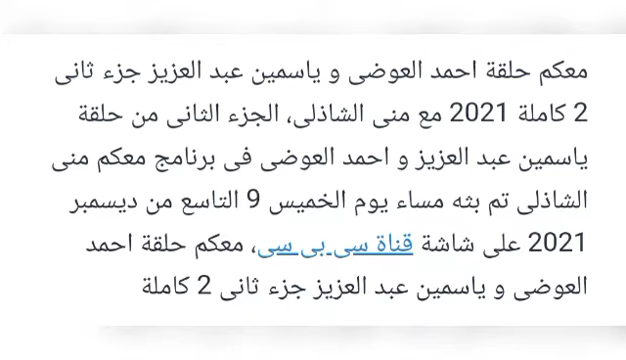 معكم حلقة احمد العوضى و ياسمين عبد العزيز جزء ثانى
2 كاملة 2021 مع منى الشاذلى، الجزء الثانى من حلقة
ياسمين عبد العزيز و احمد العوضى فى برنامج معكم منى
الشاذلى تم بثه مساء يوم الخميس 9 التاسع من ديسمبر
2021 على شاشة قناة سى بى سى، معكم حلقة احمد
العوضى و ياسمين عبد العزيز جزء ثانى 2 كاملة